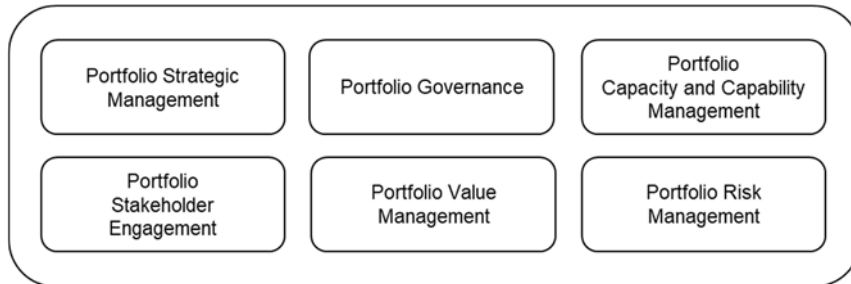 Portfolio Strategic
Management
Portfolio Governance
Portfolio
Capacity and Capability
Management
Portfolio
Stakeholder
Engagement
Portfolio Value
Management
Portfolio Risk
Management